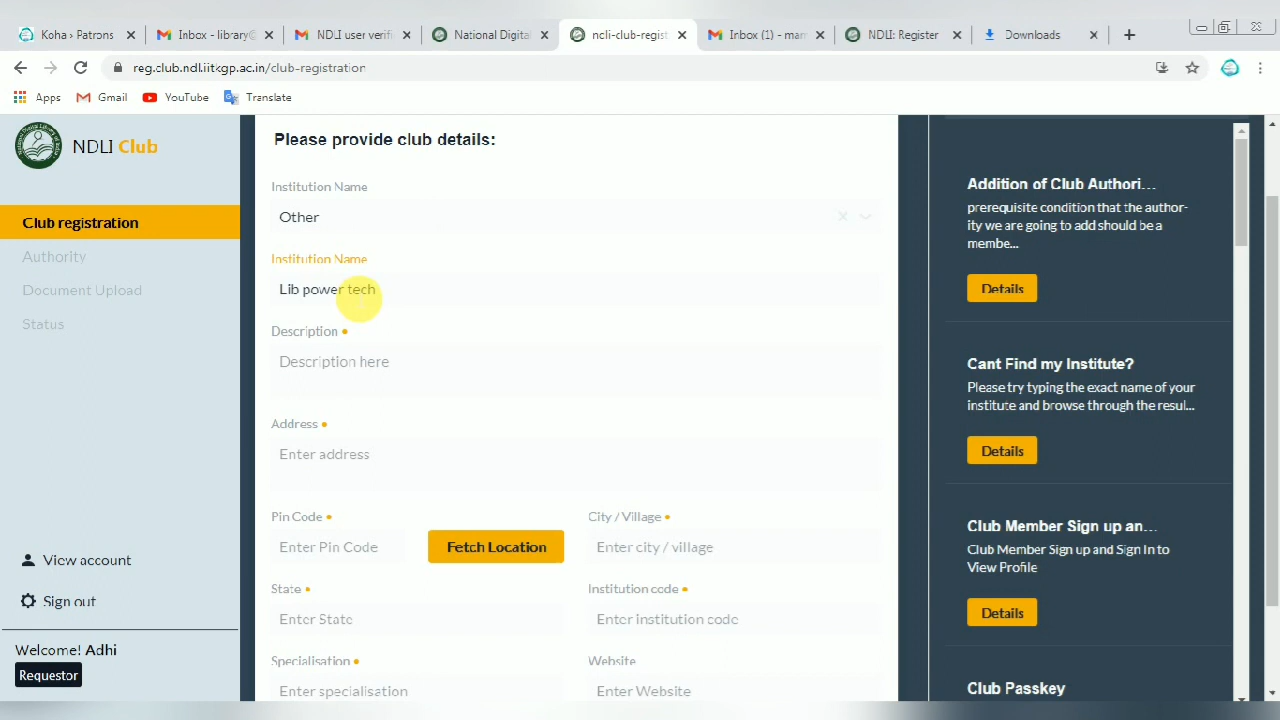 Koha › Patrons
Inbox - library@
NDLI user verifi
National Digita
ncli-club-regist
Inbox (1) - mam
NDLI: Register
Downloads
reg.club.ndl.iitkgp.ac.in/club-registration
Apps
Gmail
YouTube
Translate
NDLI Club
Club registration
Authority
Document Upload
Status
View account
Sign out
Welcome! Adhi
Requestor
Please provide club details:
Institution Name
Other
Institution Name
Lib power tech
Description
Description here
Address
Enter address
Pin Code
Enter Pin Code
Fetch Location
City / Village
Enter city / village
State
Enter State
Institution code
Enter institution code
Specialisation
Enter specialisation
Website
Enter Website
Addition of Club Authori...
prerequisite condition that the author-
ity we are going to add should be a
membe...
Details
Cant Find my Institute?
Please try typing the exact name of your
institute and browse through the resul...
Details
Club Member Sign up an...
Club Member Sign up and Sign In to
View Profile
Details
Club Passkey